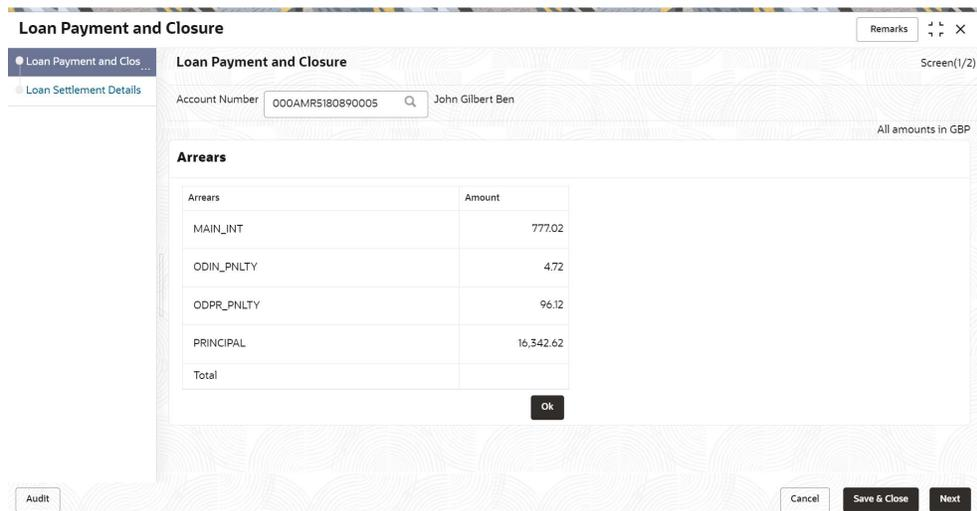 Loan Payment and Closure
Remarks
Loan Payment and Clos...
Loan Settlement Details
Loan Payment and Closure
Screen(1/2)
Account Number 000AMR5180890005 John Gilbert Ben
All amounts in GBP
Arrears
Arrears Amount
MAIN_INT 777.02
ODIN_PNLTY 4.72
ODPR_PNLTY 96.12
PRINCIPAL 16,342.62
Total
Ok
Audit Cancel Save & Close Next